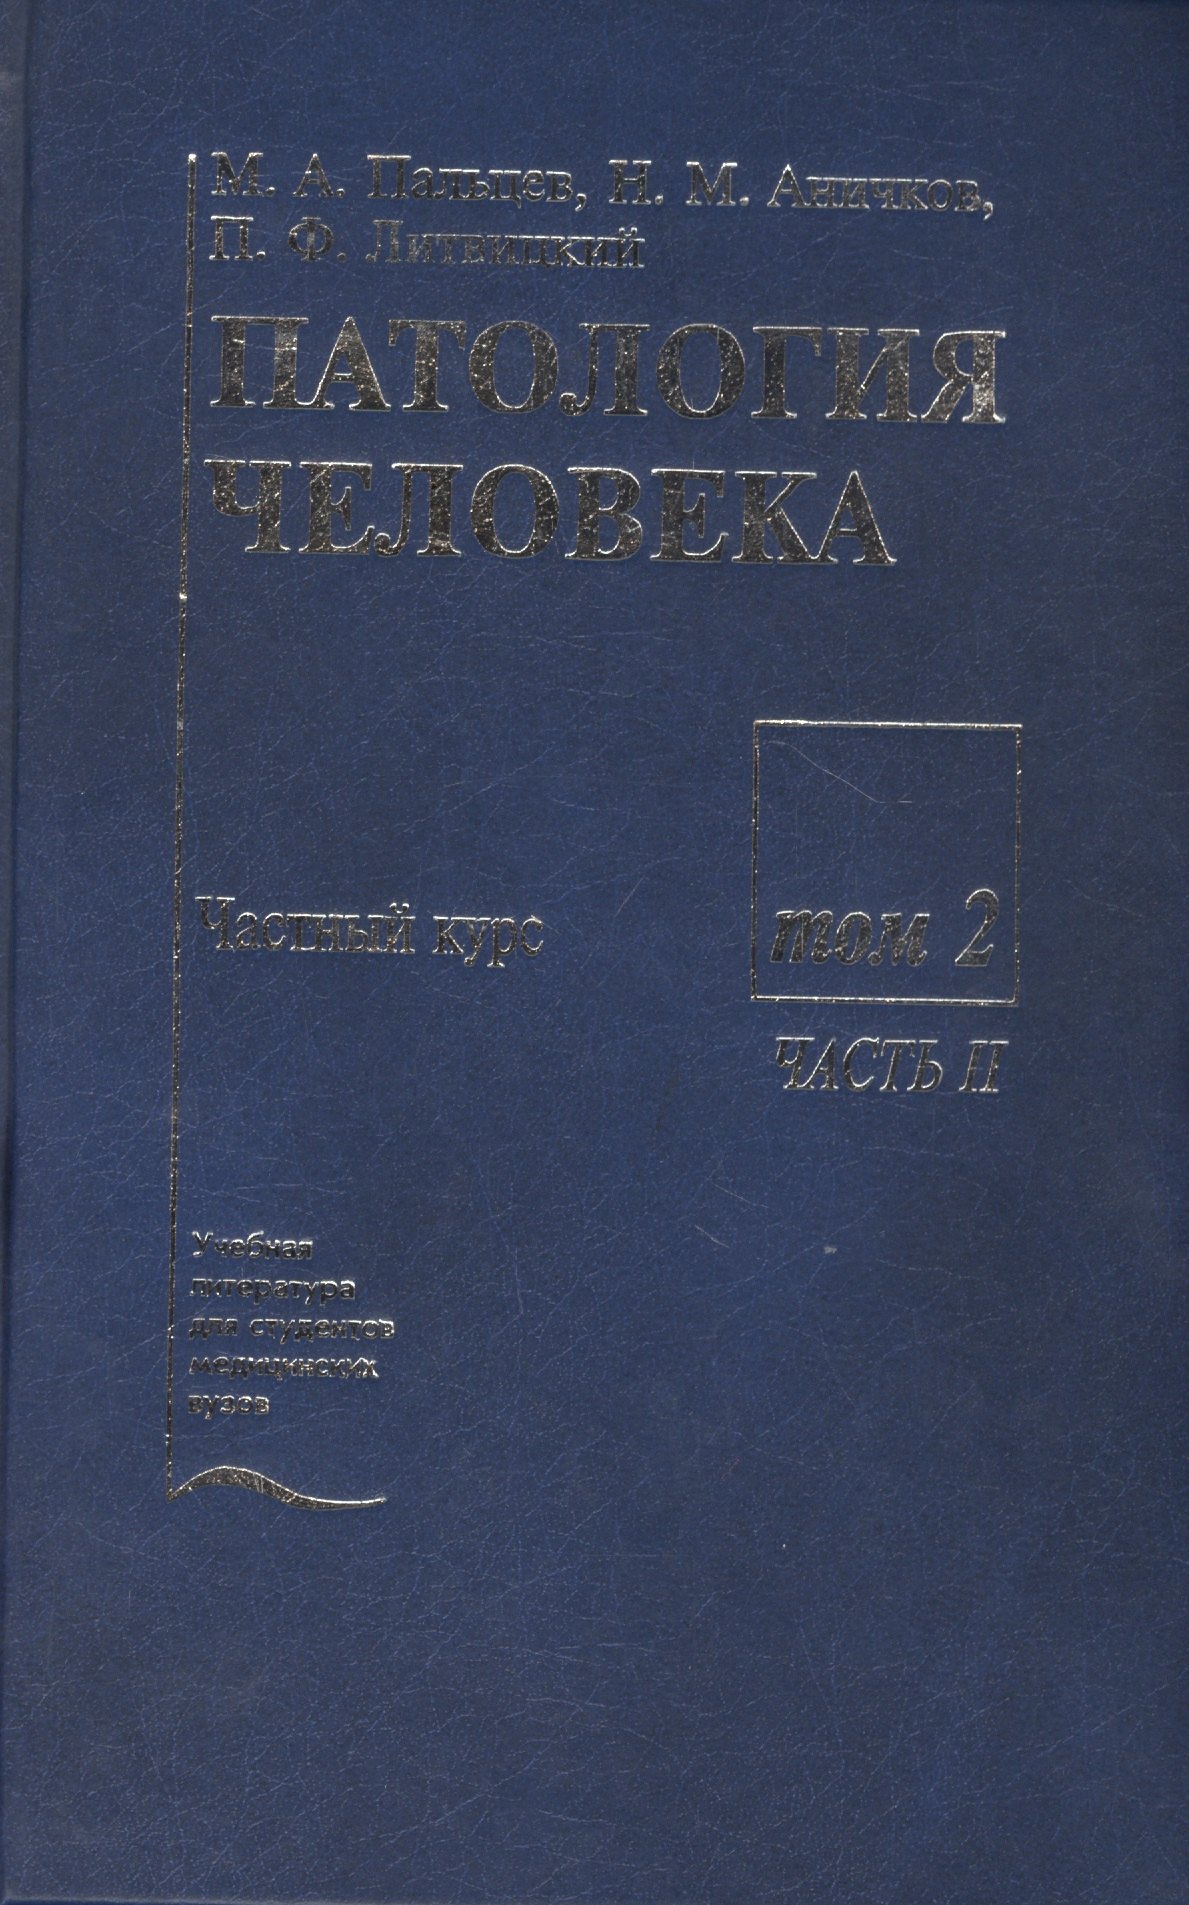 М. А. Пальцев, Н. М. Аничков,
П. Ф. Литвицкий
ПАТОЛОГИЯ
ЧЕЛОВЕКА
Частный курс
том 2
ЧАСТЬ II
Учебная
литература
для студентов
медицинских
вузов